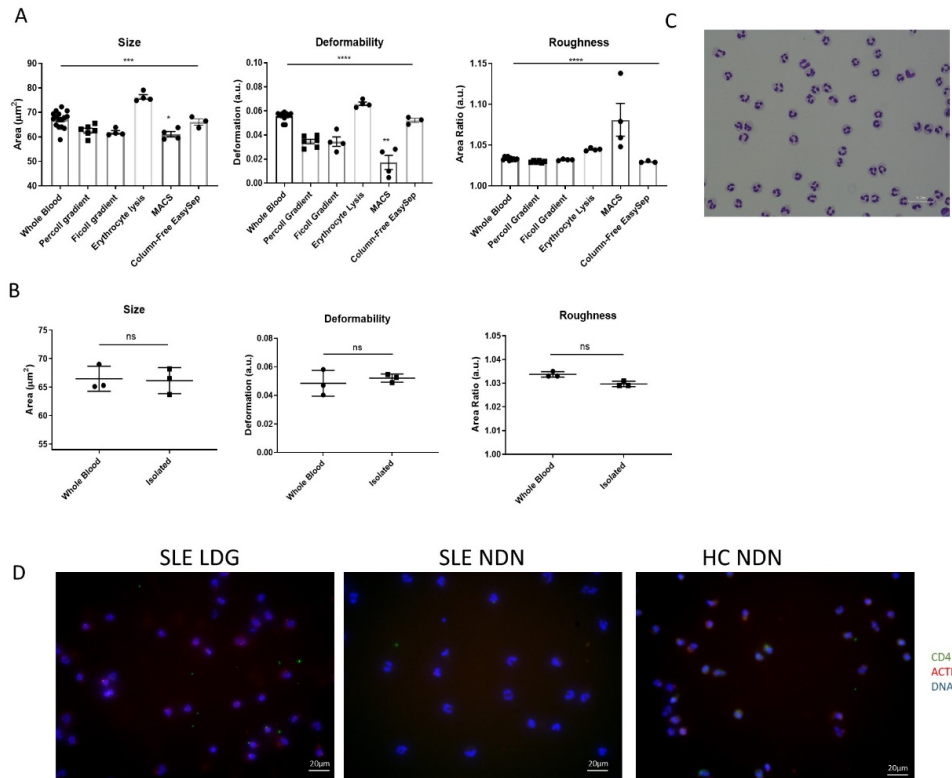 A
Size
***
Area (µm²)
90
80
70
60
50
40
*
Whole Blood
Percoll Gradient
Ficoll Gradient
Erythrocyte Lysis
MACS
Column-Free EasySep
Deformability
****
Deformation (a.u.)
0.10
0.08
0.06
0.04
0.02
0.00
**
Whole Blood
Percoll Gradient
Ficoll Gradient
Erythrocyte Lysis
MACS
Column-Free EasySep
Roughness
****
Area Ratio (a.u.)
1.15
1.10
1.05
1.00
Whole Blood
Percoll Gradient
Ficoll Gradient
Erythrocyte Lysis
MACS
Column-Free EasySep
C
B
Size
ns
Area (µm²)
75
70
65
60
55
Whole Blood
Isolated
Deformability
ns
Deformation (a.u.)
0.08
0.06
0.04
0.02
0.00
Whole Blood
Isolated
Roughness
ns
Area Ratio (a.u.)
1.05
1.04
1.03
1.02
1.01
1.00
Whole Blood
Isolated
D
SLE LDG
SLE NDN
HC NDN
20µm
20µm
20µm
CD4
ACTI
DNA